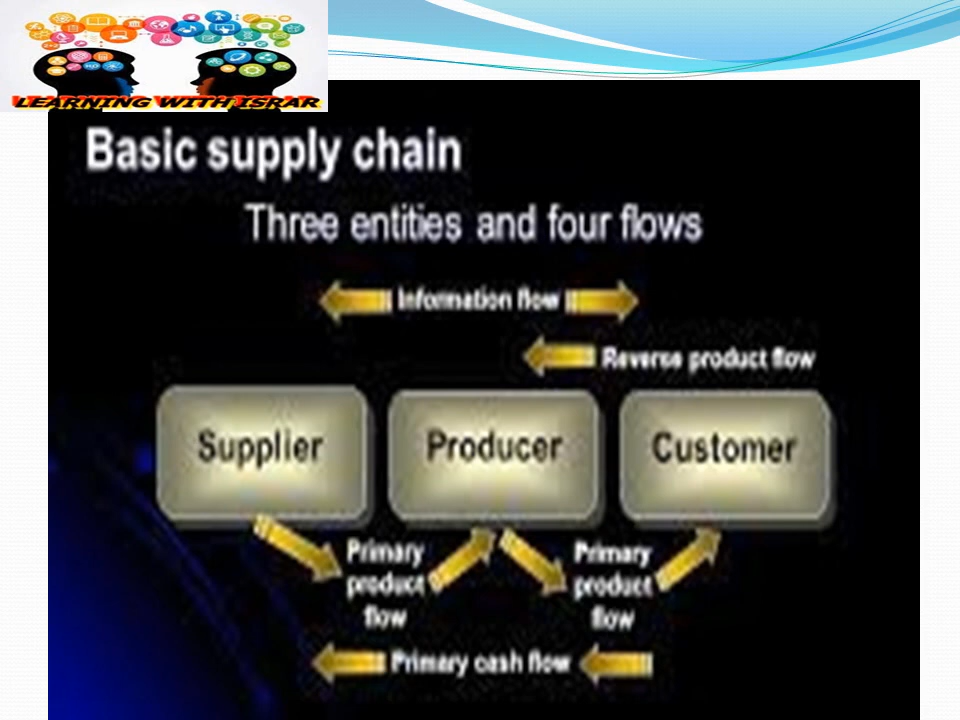 LEARNING WITH ISRAR
Basic supply chain
Three entities and four flows
Information flow
Reverse product flow
Supplier
Producer
Customer
Primary
product
flow
Primary
product
flow
Primary cash flow